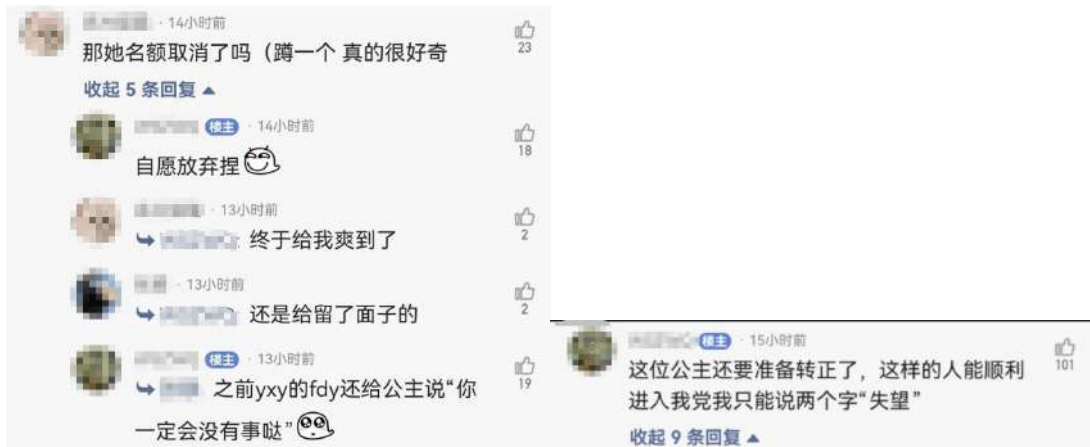 14小时前
23
那她名额取消了吗（蹲一个 真的很好奇
收起 5 条回复
楼主 · 14小时前
18
自愿放弃捏
· 13小时前
2
终于给我爽到了
· 13小时前
2
还是给留了面子的
楼主 · 13小时前
19
之前yxy的fdy还给公主说“你
一定会没有事哒”
楼主 · 15小时前
101
这位公主还要准备转正了，这样的人能顺利
进入我党我只能说两个字“失望”
收起 9 条回复